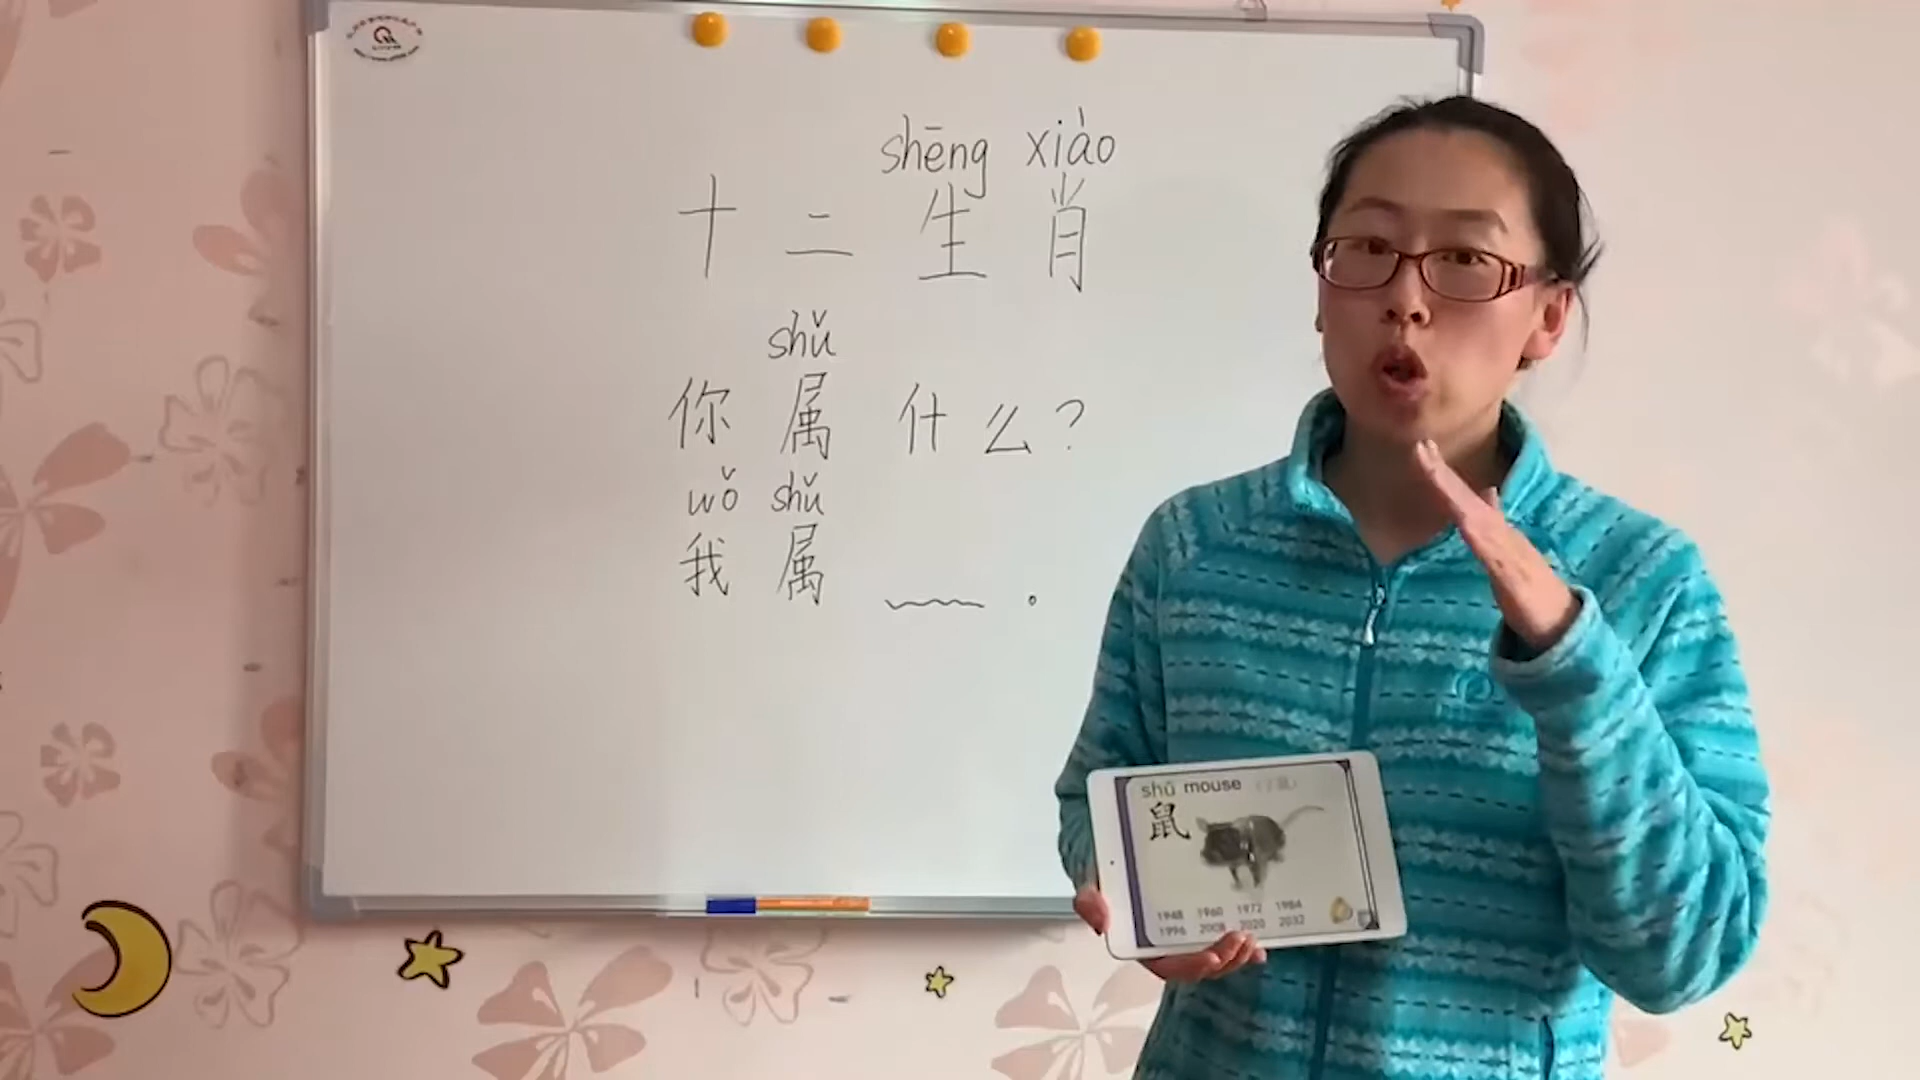 shēng xiào
十二生肖
shǔ
你属什么?
wǒ shǔ
我属 。
shǔ mouse
鼠
1948 1960 1972 1984
1996 2008 2020 2032